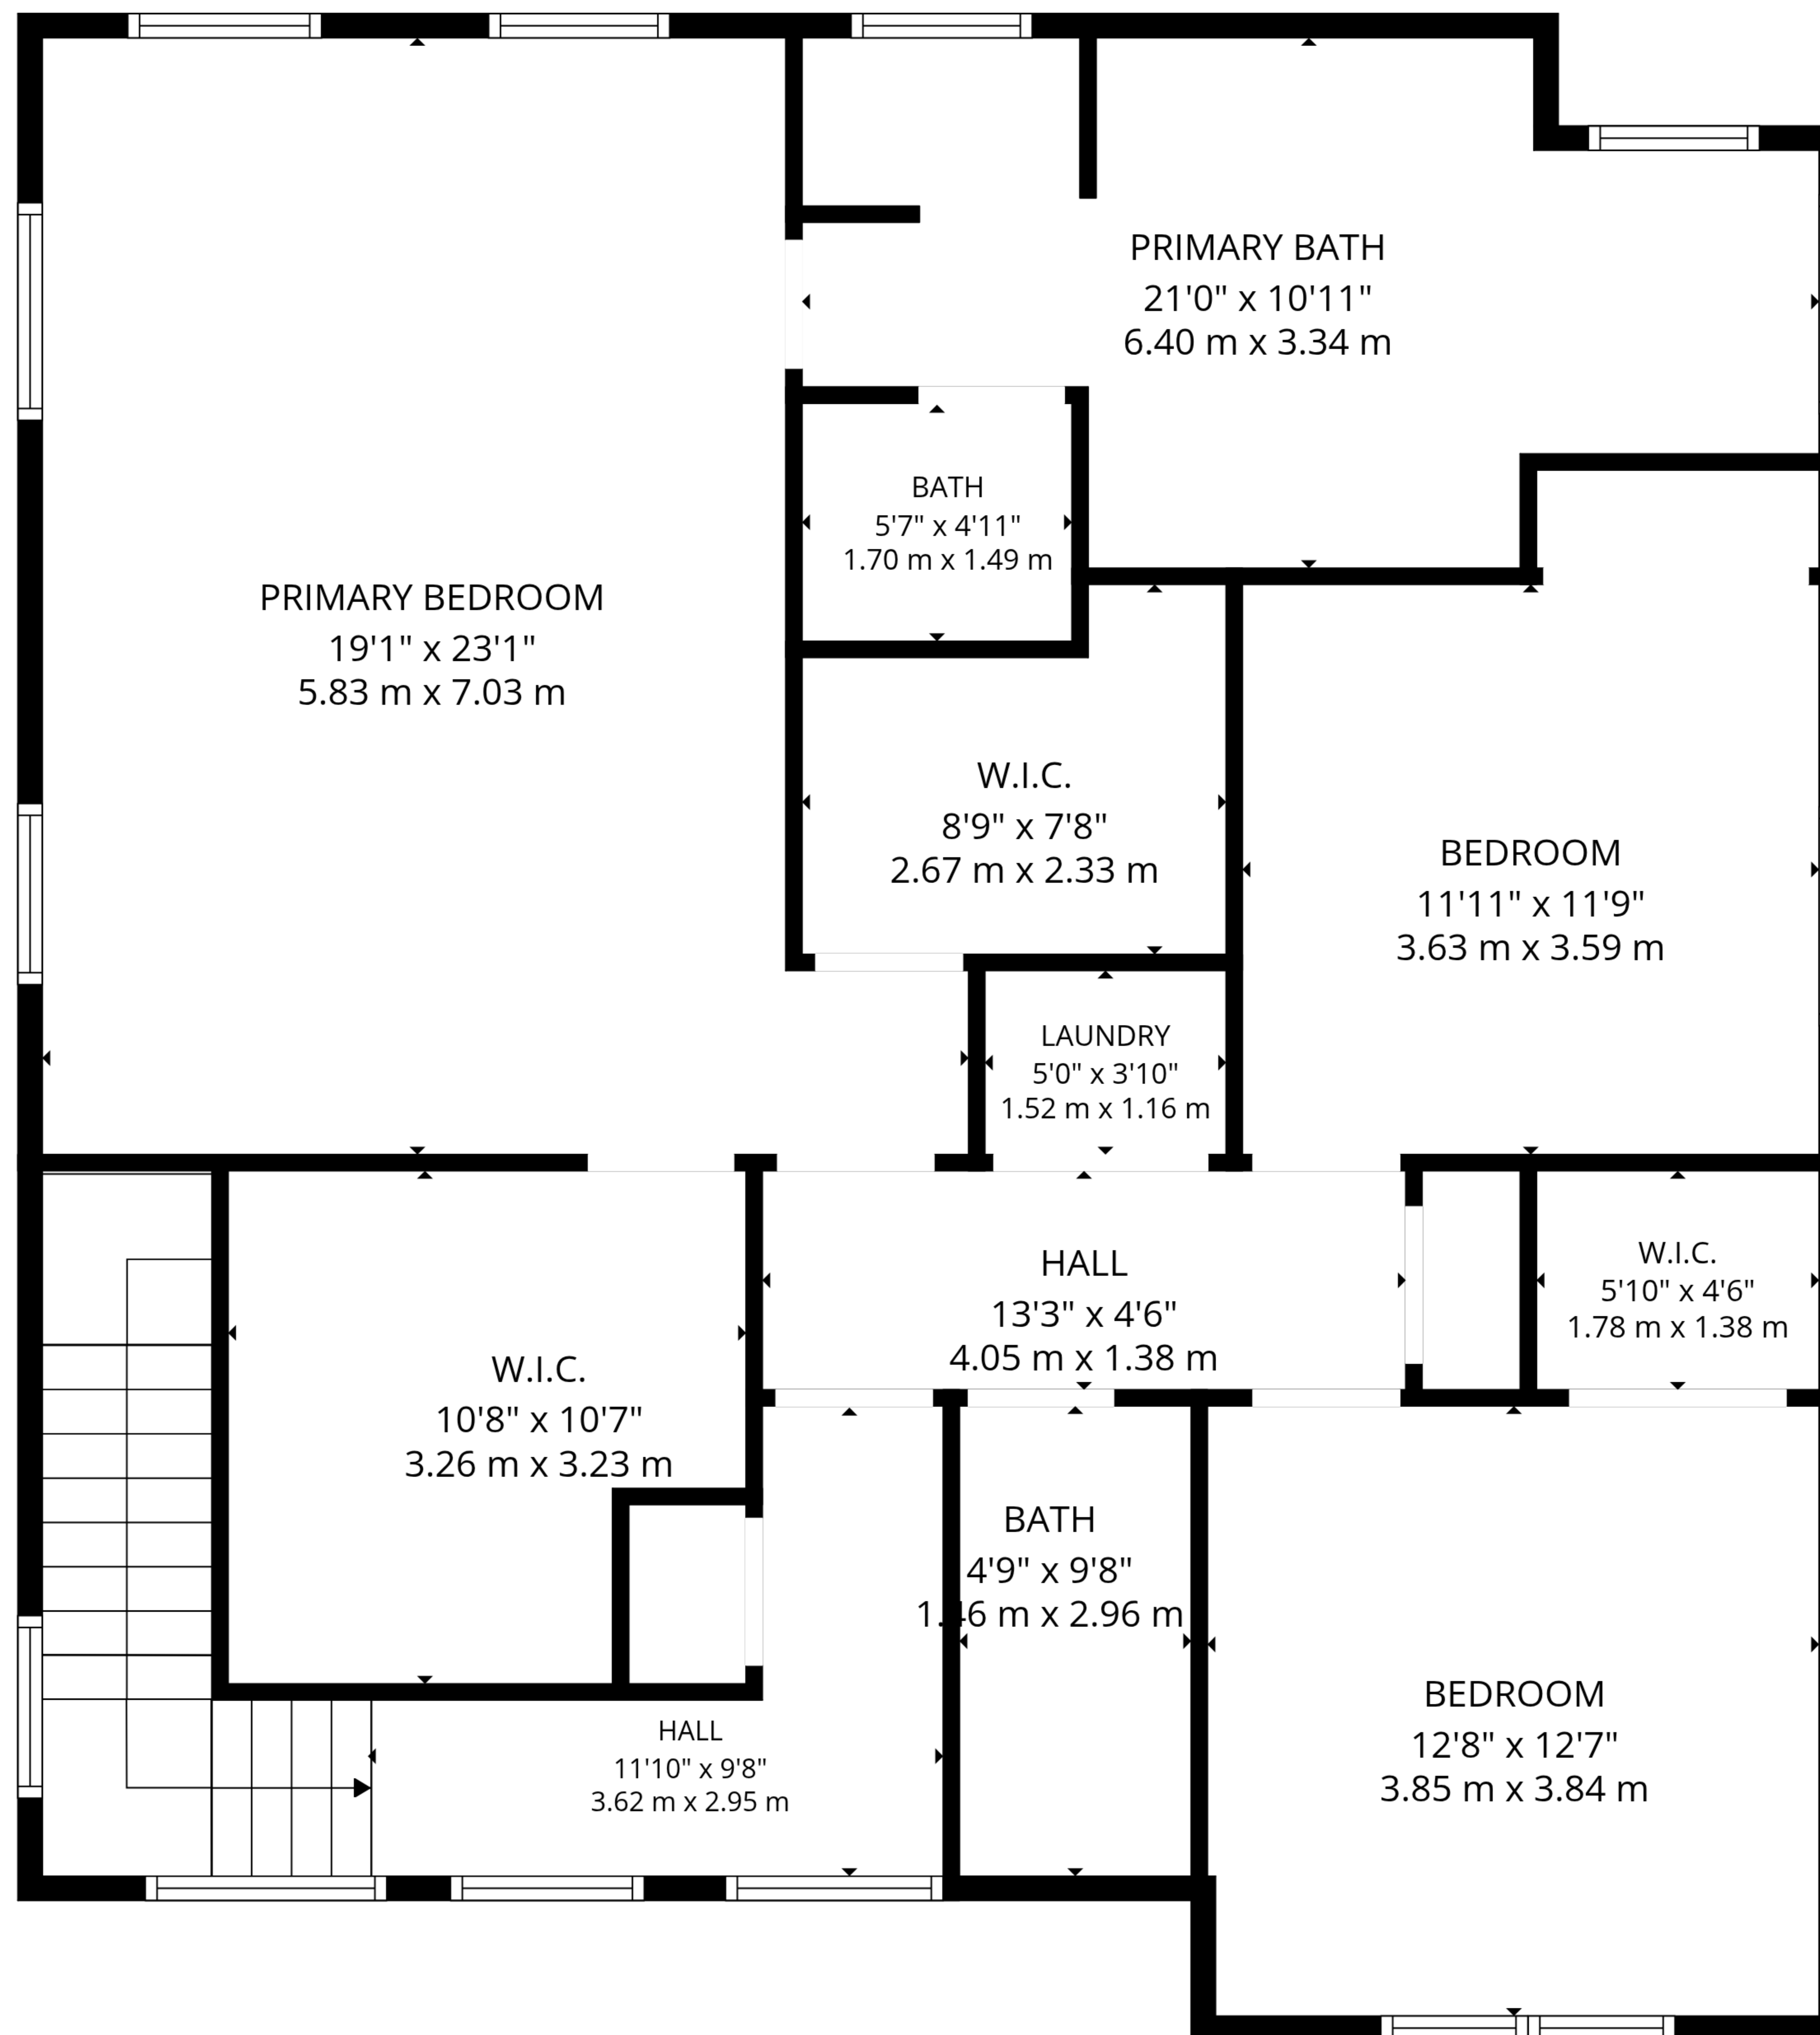 PRIMARY BATH
21'0" x 10'11"
6.40 m x 3.34 m
BATH
5'7" x 4'11"
1.70 m x 1.49 m
PRIMARY BEDROOM
19'1" x 23'1"
5.83 m x 7.03 m
W.I.C.
8'9" x 7'8"
2.67 m x 2.33 m
BEDROOM
11'11" x 11'9"
3.63 m x 3.59 m
LAUNDRY
5'0" x 3'10"
1.52 m x 1.16 m
HALL
13'3" x 4'6"
4.05 m x 1.38 m
W.I.C.
5'10" x 4'6"
1.78 m x 1.38 m
W.I.C.
10'8" x 10'7"
3.26 m x 3.23 m
BATH
4'9" x 9'8"
1.46 m x 2.96 m
BEDROOM
12'8" x 12'7"
3.85 m x 3.84 m
HALL
11'10" x 9'8"
3.62 m x 2.95 m